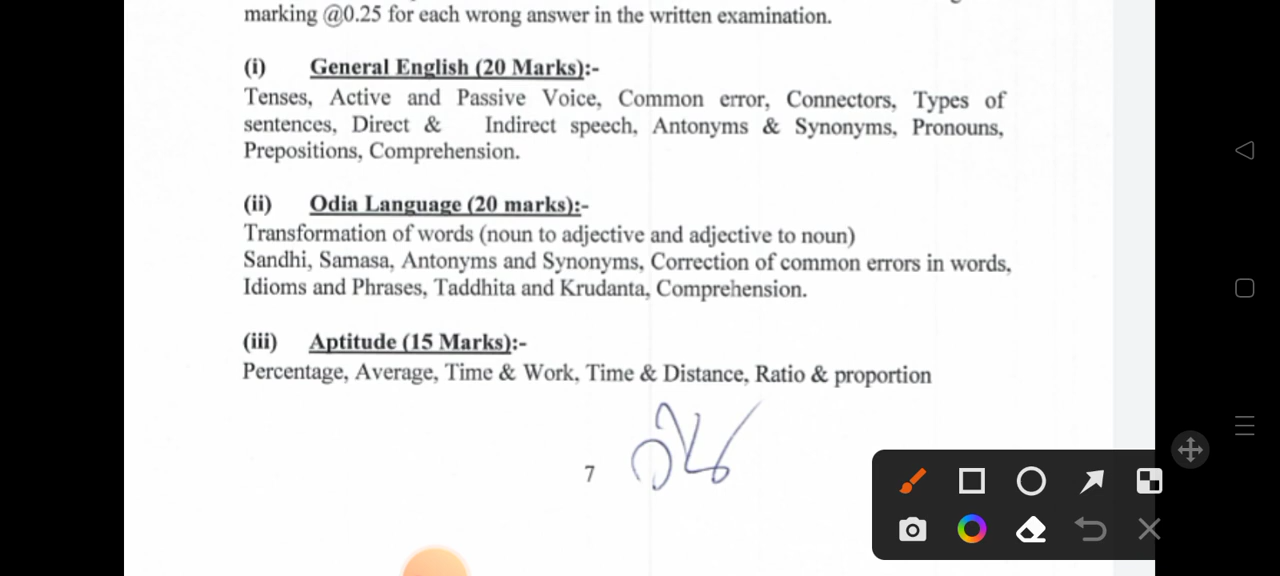 marking @0.25 for each wrong answer in the written examination.
(i) General English (20 Marks):-
Tenses, Active and Passive Voice, Common error, Connectors, Types of
sentences, Direct & Indirect speech, Antonyms & Synonyms, Pronouns,
Prepositions, Comprehension.
(ii) Odia Language (20 marks):-
Transformation of words (noun to adjective and adjective to noun)
Sandhi, Samasa, Antonyms and Synonyms, Correction of common errors in words,
Idioms and Phrases, Taddhita and Krudanta, Comprehension.
(iii) Aptitude (15 Marks):-
Percentage, Average, Time & Work, Time & Distance, Ratio & proportion
7